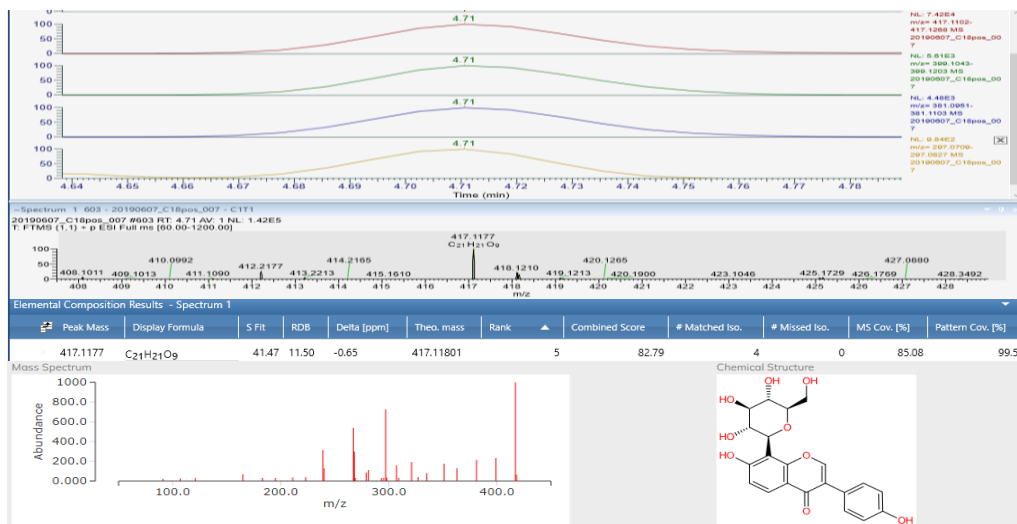 100
50
0
4.71
NL: 7.42E4
m/z= 417.1102-
417.1268 MS
20190607_C18pos_00
7
100
50
0
4.71
NL: 5.61E3
m/z= 399.1043-
399.1203 MS
20190607_C18pos_00
7
100
50
0
4.71
NL: 4.48E3
m/z= 381.0951-
381.1103 MS
20190607_C18pos_00
7
100
50
0
4.71
NL: 9.84E2
m/z= 297.0709-
297.0827 MS
20190607_C18pos_00
7
4.64 4.65 4.66 4.67 4.68 4.69 4.70 4.71 4.72 4.73 4.74 4.75 4.76 4.77 4.78
Time (min)
Spectrum 1 603 - 20190607_C18pos_007 - C1T1
20190607_C18pos_007 #603 RT: 4.71 AV: 1 NL: 1.42E5
T: FTMS (1,1) + p ESI Full ms [60.00-1200.00]
417.1177
C21H21O9
100
50
0
408.1011 409.1013 410.0992 411.1090 412.2177 413.2213 414.2165 415.1610 418.1210 419.1213 420.1265 420.1900 423.1046 425.1729 426.1769 427.0880 428.3492
408 409 410 411 412 413 414 415 416 417 418 419 420 421 422 423 424 425 426 427 428
m/z
Elemental Composition Results - Spectrum 1
Peak Mass Display Formula S Fit RDB Delta [ppm] Theo. mass Rank Combined Score # Matched Iso. # Missed Iso. MS Cov. [%] Pattern Cov. [%]
417.1177 C21H21O9 41.47 11.50 -0.65 417.11801 5 82.79 4 0 85.08 99.5
Mass Spectrum
1000
800.0
600.0
400.0
200.0
0.000
Abundance
100.0 200.0 300.0 400.0
m/z
Chemical Structure
OH OH
HO
OH
HO
O
HO
O
O
OH